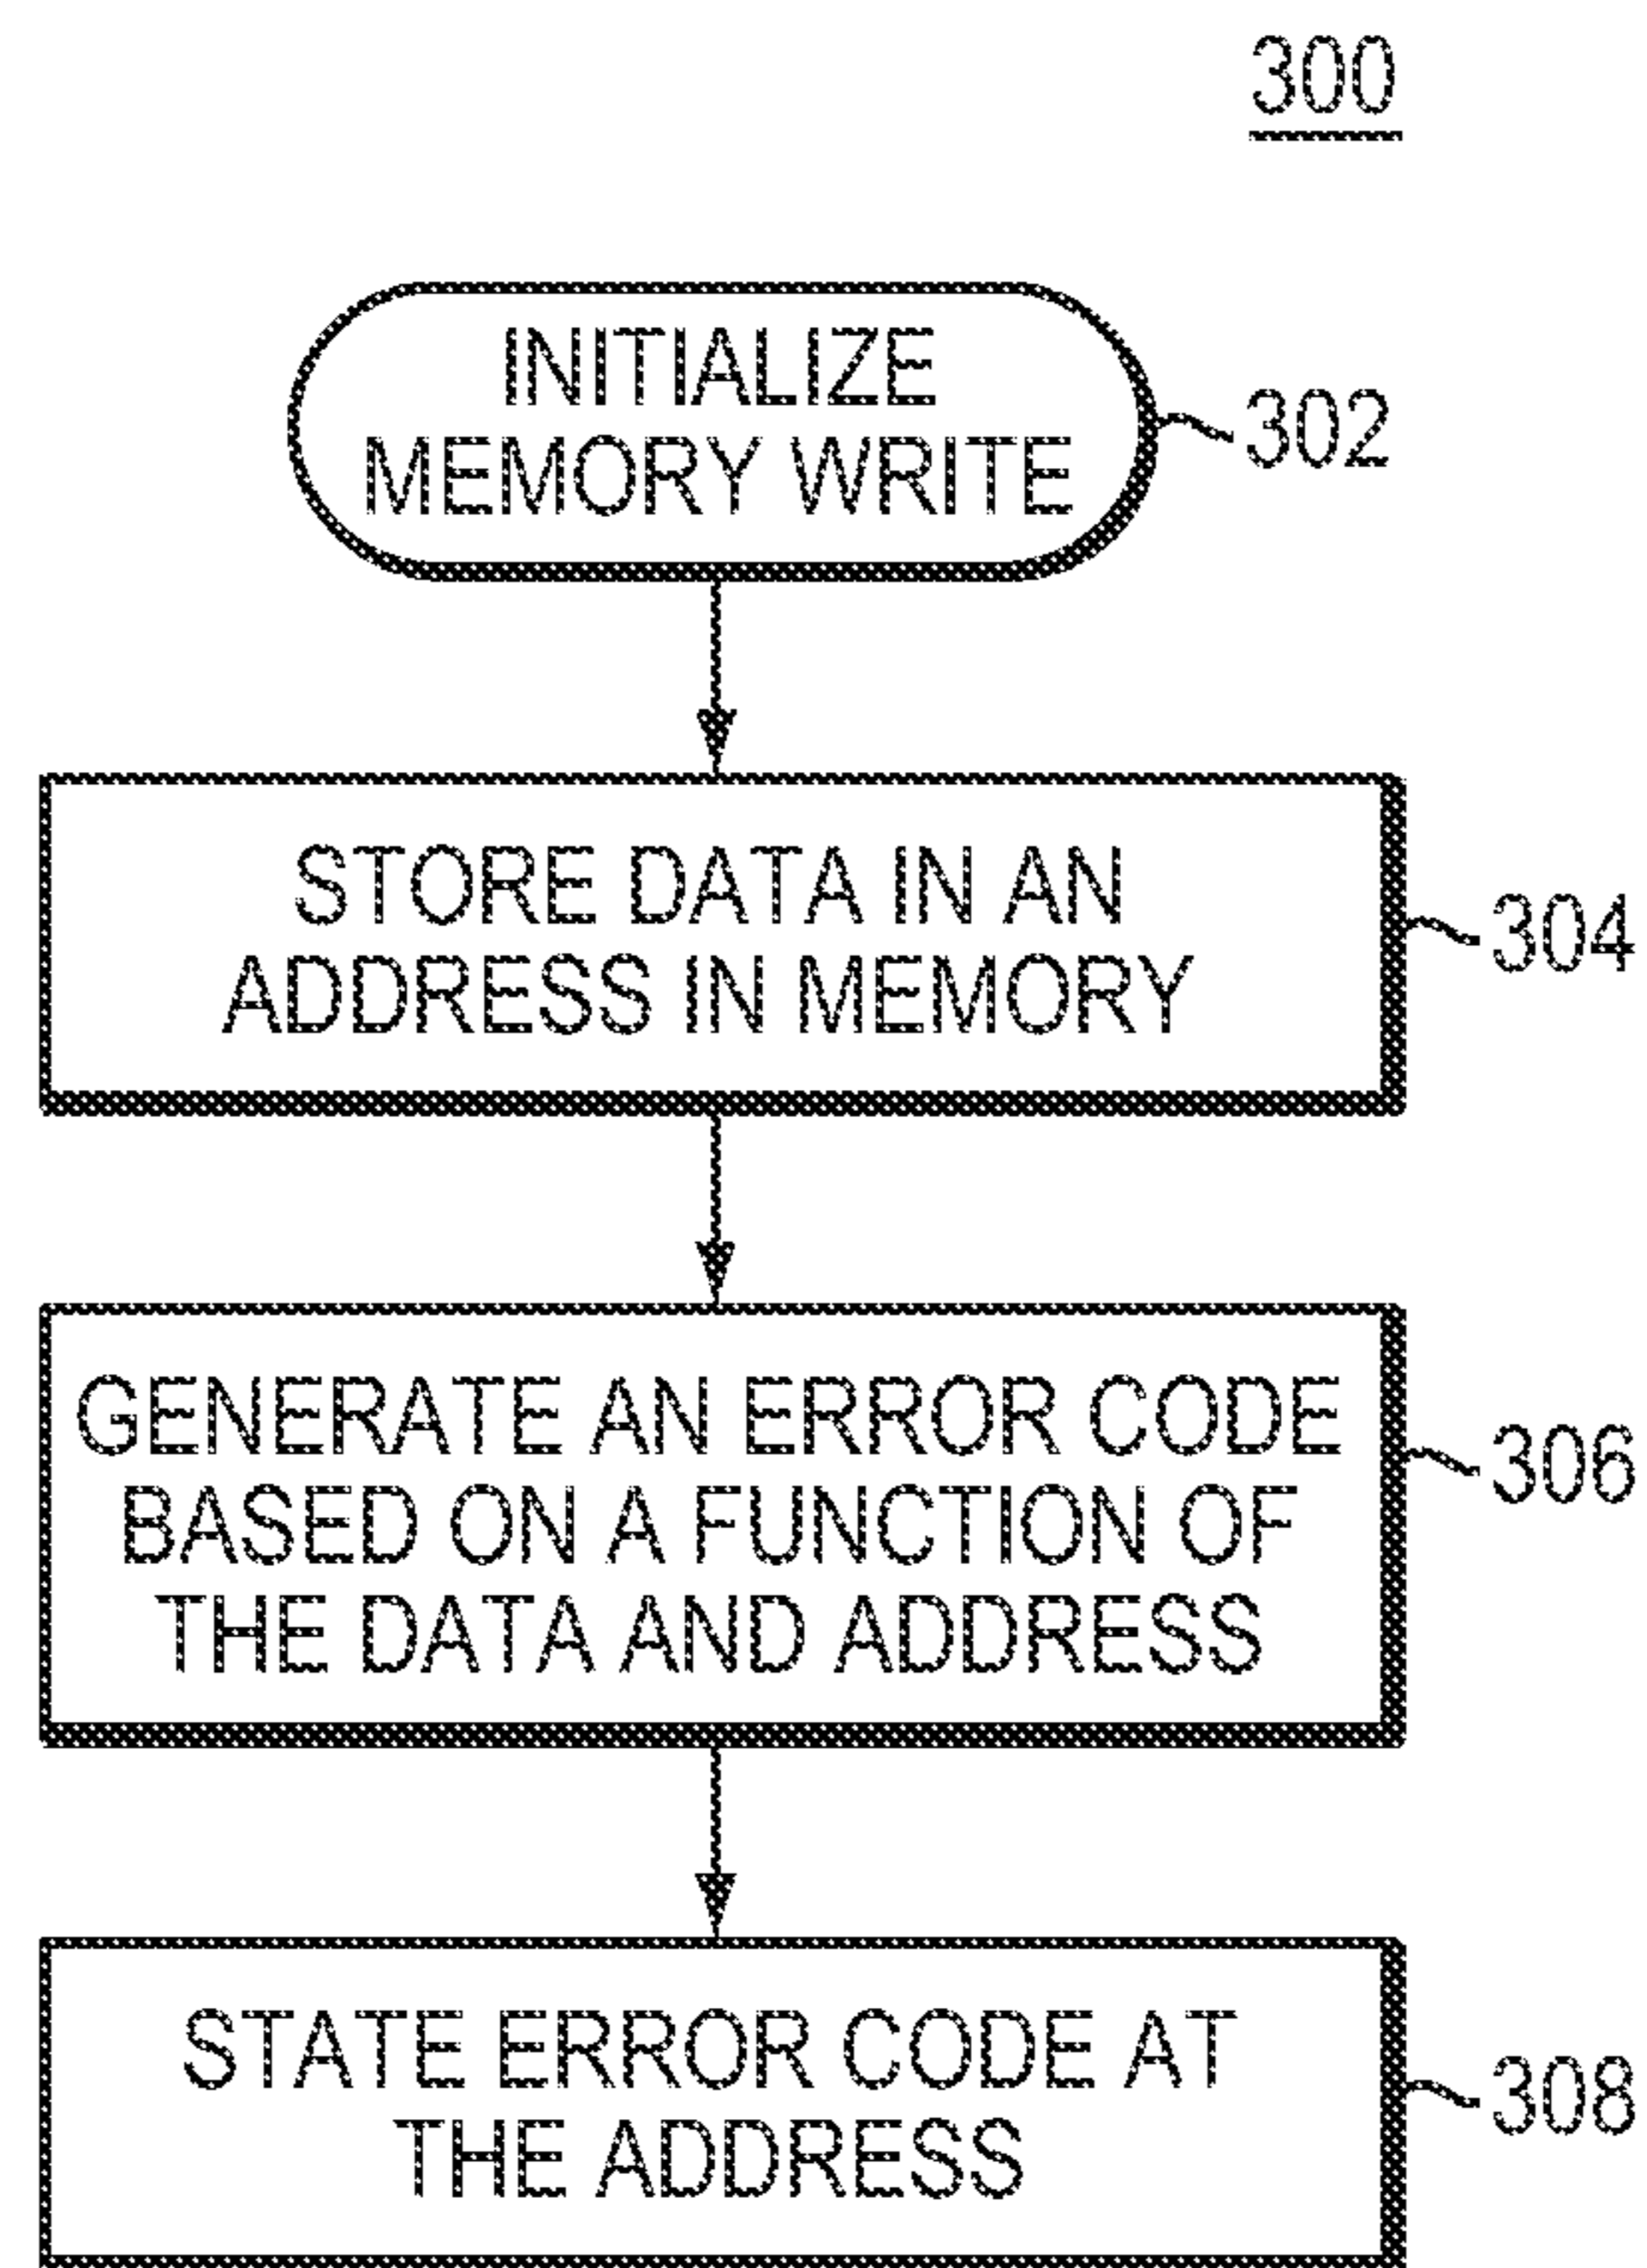 300
INITIALIZE
MEMORY WRITE
302
STORE DATA IN AN
ADDRESS IN MEMORY
304
GENERATE AN ERROR CODE
BASED ON A FUNCTION OF
THE DATA AND ADDRESS
306
STATE ERROR CODE AT
THE ADDRESS
308